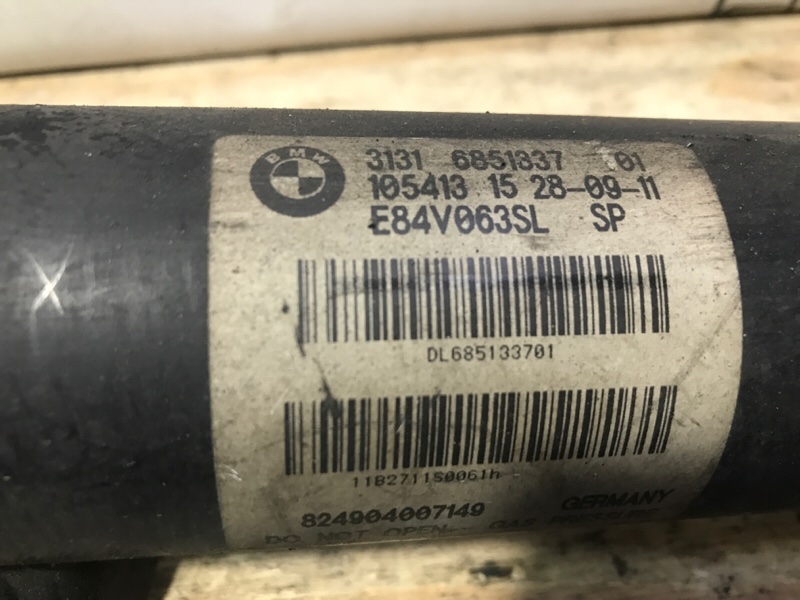 BMW
3131 6851337 01
105413 15 28-09-11
E84V063SL SP
DL685133701
11B2711S0061h
824904007149 GERMANY
DO NOT OPEN - GAS PRESSURE